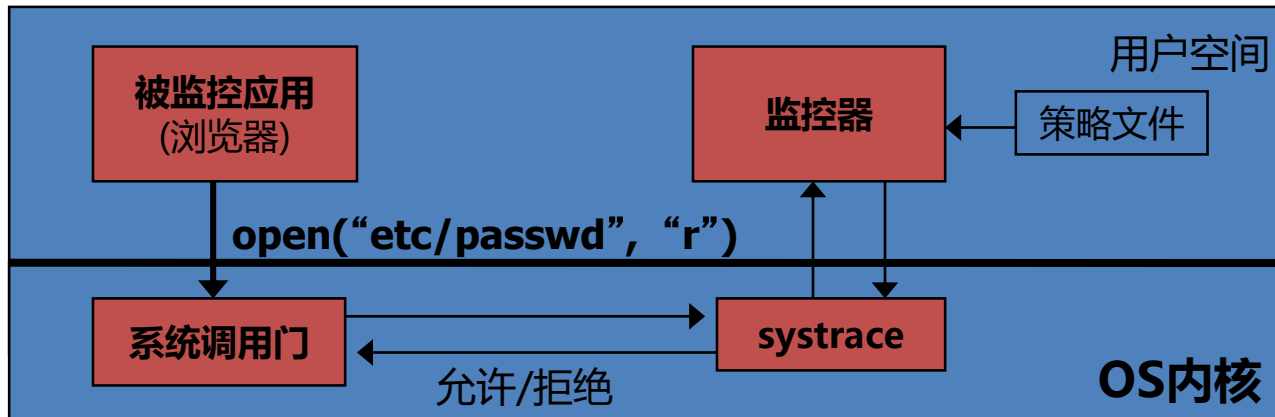 被监控应用
(浏览器)
监控器
用户空间
策略文件
open(“etc/passwd”, “r”)
系统调用门
systrace
允许/拒绝
OS内核